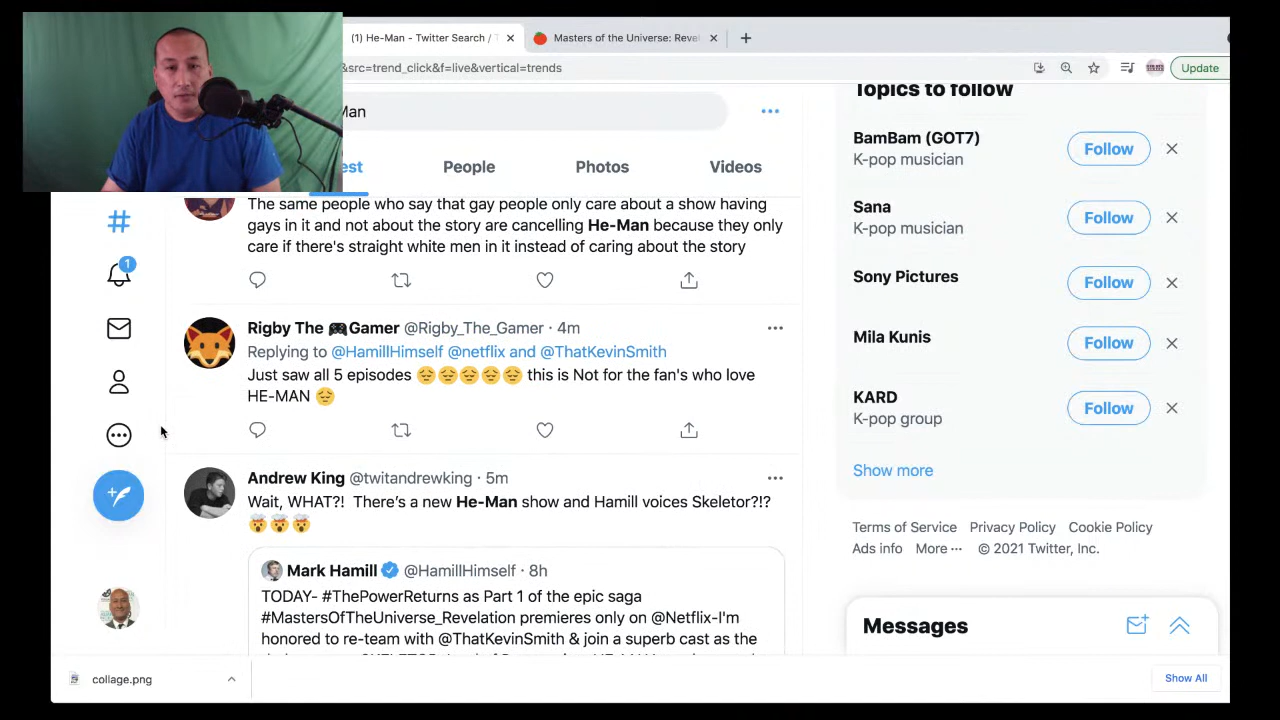 (1) He-Man - Twitter Search /
Masters of the Universe: Reve
&src=trend_click&f=live&vertical=trends
Update
Man
People
Photos
Videos
The same people who say that gay people only care about a show having
gays in it and not about the story are cancelling He-Man because they only
care if there's straight white men in it instead of caring about the story
1
Rigby The 🎮Gamer @Rigby_The_Gamer · 4m
Replying to @HamillHimself @netflix and @ThatKevinSmith
Just saw all 5 episodes 😔😔😔😔😔 this is Not for the fan's who love
HE-MAN 😔
Andrew King @twitandrewking · 5m
Wait, WHAT?! There's a new He-Man show and Hamill voices Skeletor?!?
🤯🤯🤯
Mark Hamill @HamillHimself · 8h
TODAY- #ThePowerReturns as Part 1 of the epic saga
#MastersOfTheUniverse_Revelation premieres only on @Netflix-I'm
honored to re-team with @ThatKevinSmith & join a superb cast as the
Topics to follow
BamBam (GOT7)
K-pop musician
Follow
Sana
K-pop musician
Follow
Sony Pictures
Follow
Mila Kunis
Follow
KARD
K-pop group
Follow
Show more
Terms of Service Privacy Policy Cookie Policy
Ads info More ··· © 2021 Twitter, Inc.
Messages
collage.png
Show All